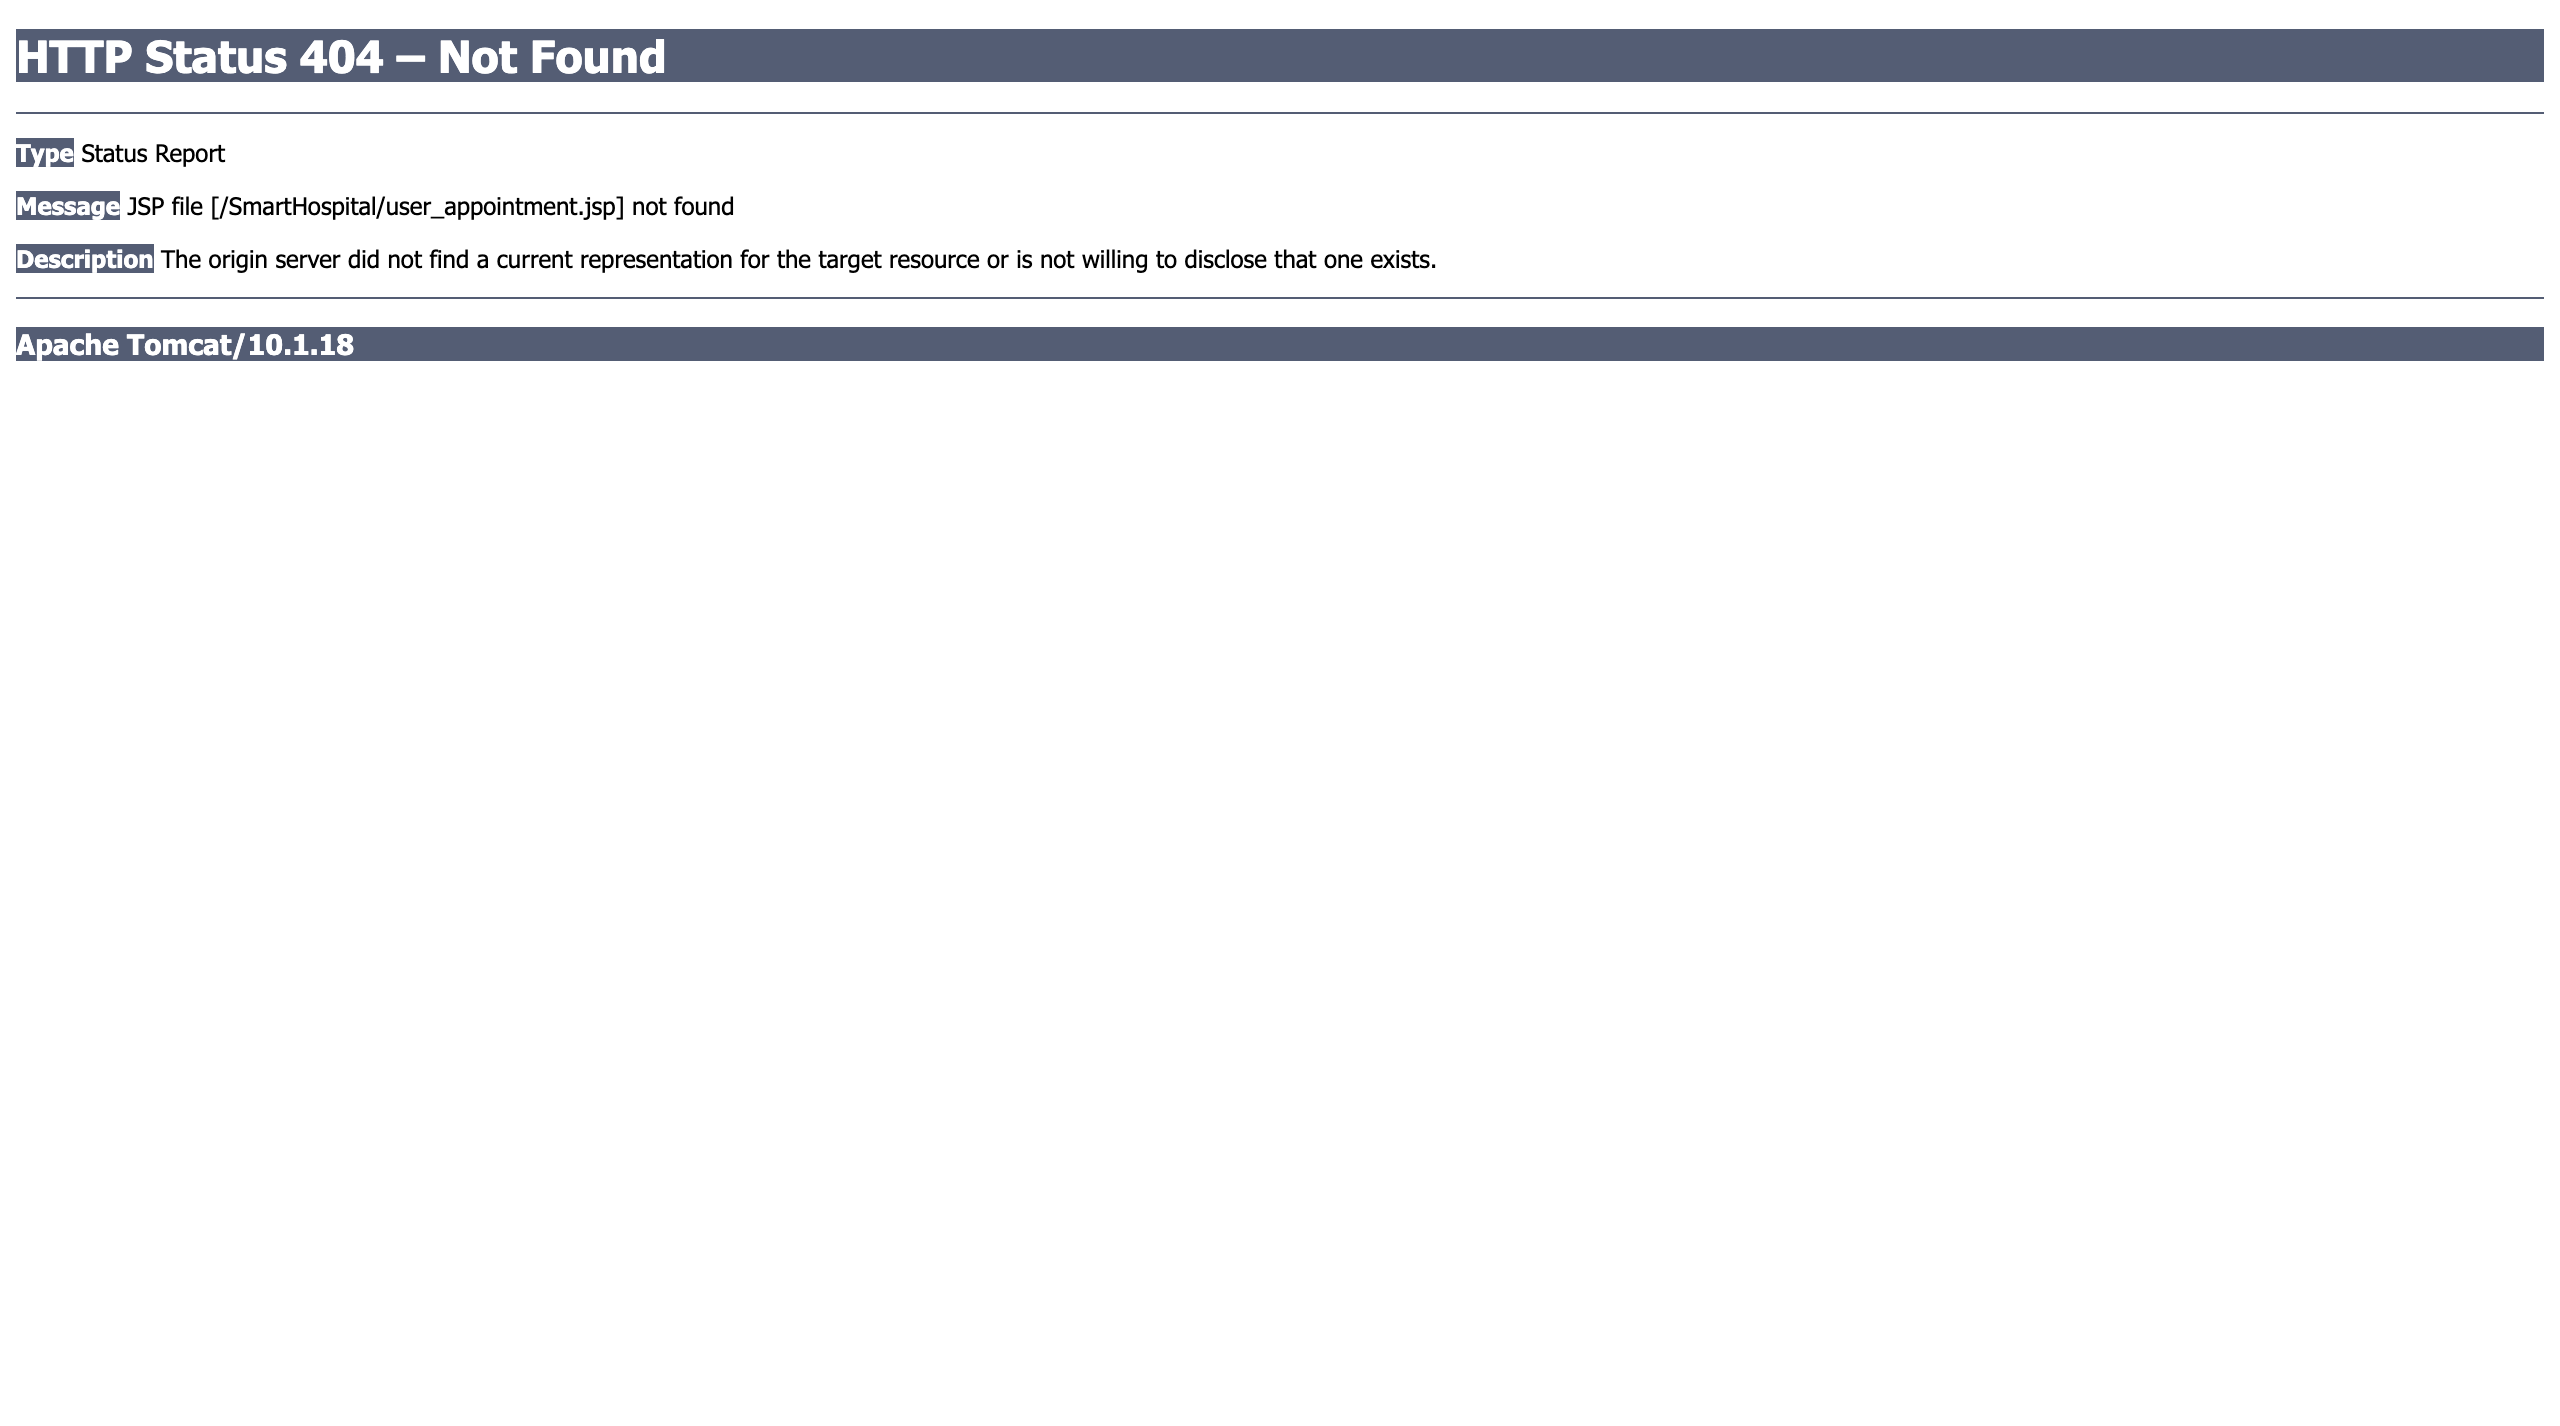 HTTP Status 404 – Not Found
Type Status Report
Message JSP file [/SmartHospital/user_appointment.jsp] not found
Description The origin server did not find a current representation for the target resource or is not willing to disclose that one exists.
Apache Tomcat/10.1.18